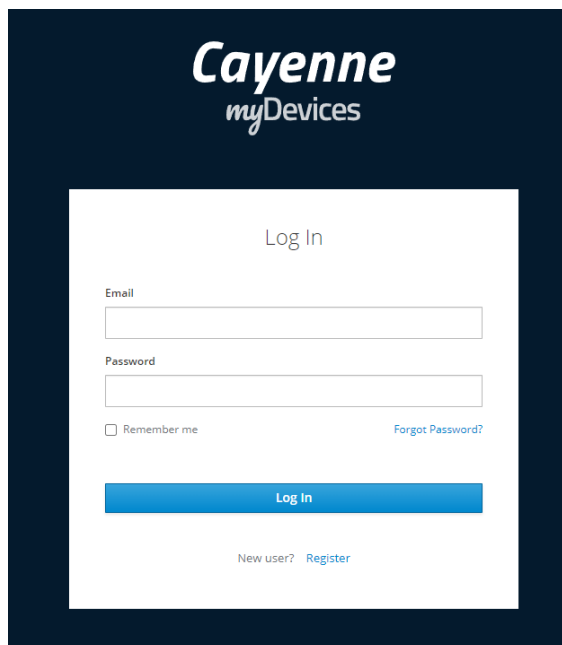 Cayenne
myDevices
Log In
Email
Password
Remember me Forgot Password?
Log In
New user? Register